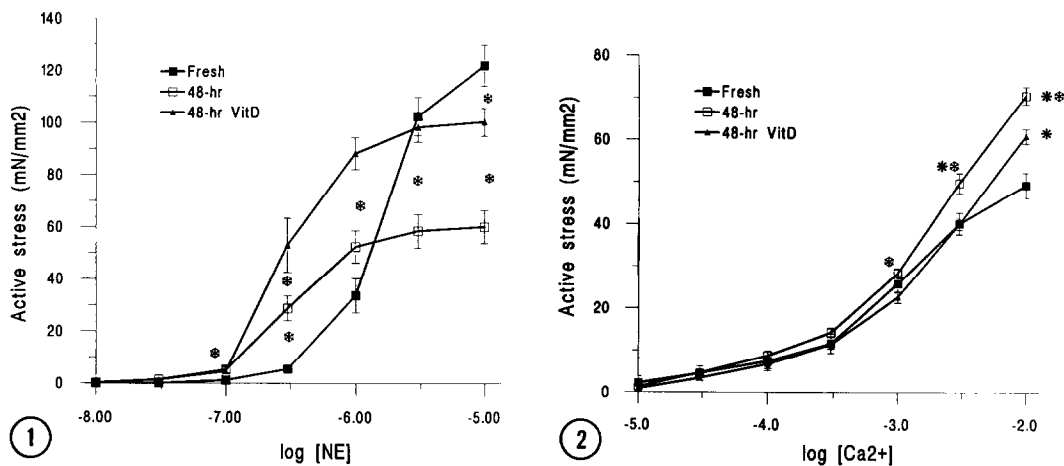 140
120
100
80
60
40
20
0
Active stress (mN/mm2)
Fresh
48-hr
48-hr VitD
-8.00
-7.00
-6.00
-5.00
log [NE]
1
80
60
40
20
0
Active stress (mN/mm2)
Fresh
48-hr
48-hr VitD
-5.0
-4.0
-3.0
-2.0
log [Ca2+]
2